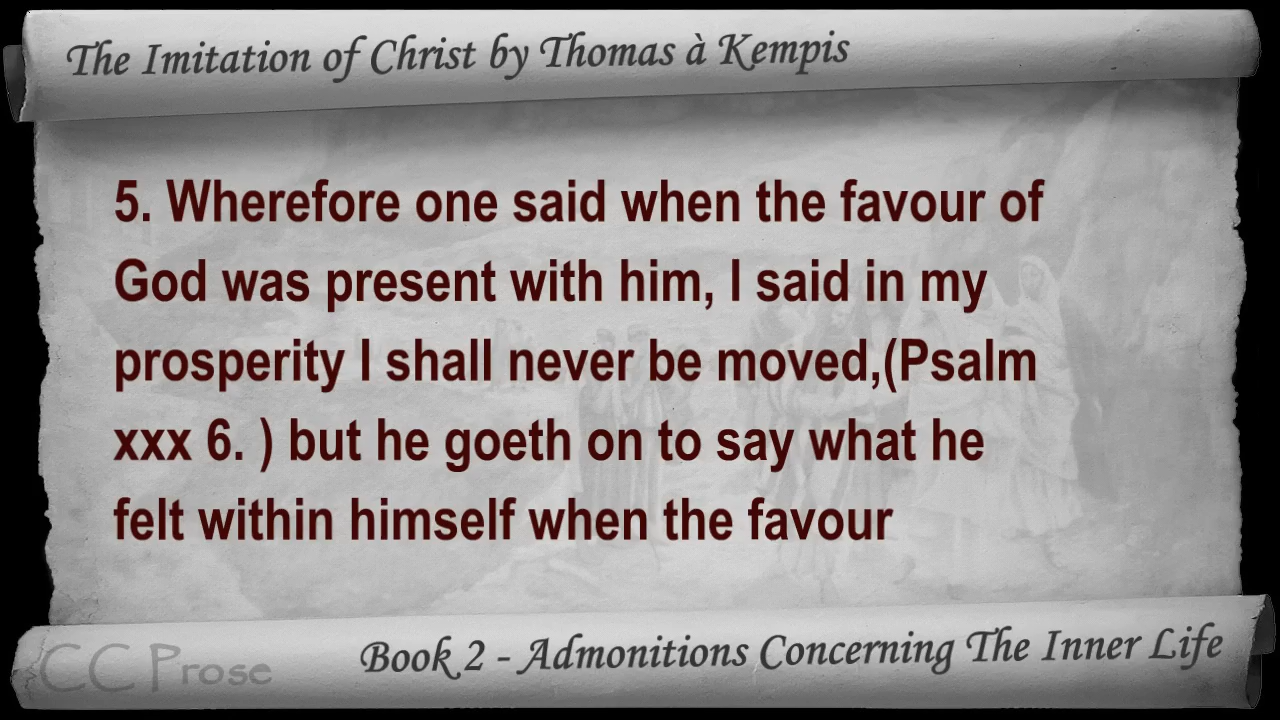 The Imitation of Christ by Thomas à Kempis
5. Wherefore one said when the favour of
God was present with him, I said in my
prosperity I shall never be moved,(Psalm
xxx 6. ) but he goeth on to say what he
felt within himself when the favour
CC Prose
Book 2 - Admonitions Concerning The Inner Life